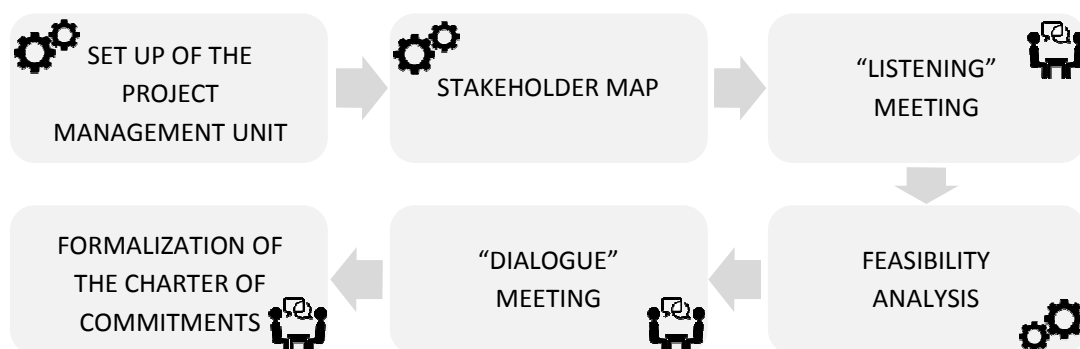 SET UP OF THE
PROJECT
MANAGEMENT UNIT
STAKEHOLDER MAP
“LISTENING”
MEETING
FORMALIZATION OF
THE CHARTER OF
COMMITMENTS
“DIALOGUE”
MEETING
FEASIBILITY
ANALYSIS